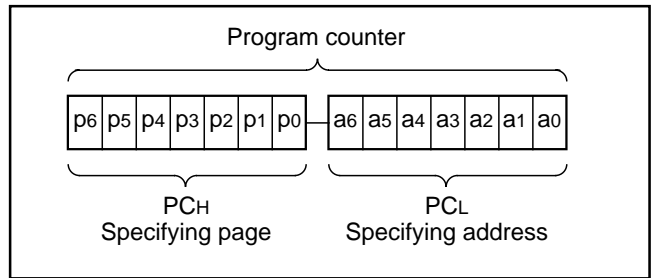 Program counter
p6 p5 p4 p3 p2 p1 p0 a6 a5 a4 a3 a2 a1 a0
PCH PCL
Specifying page Specifying address